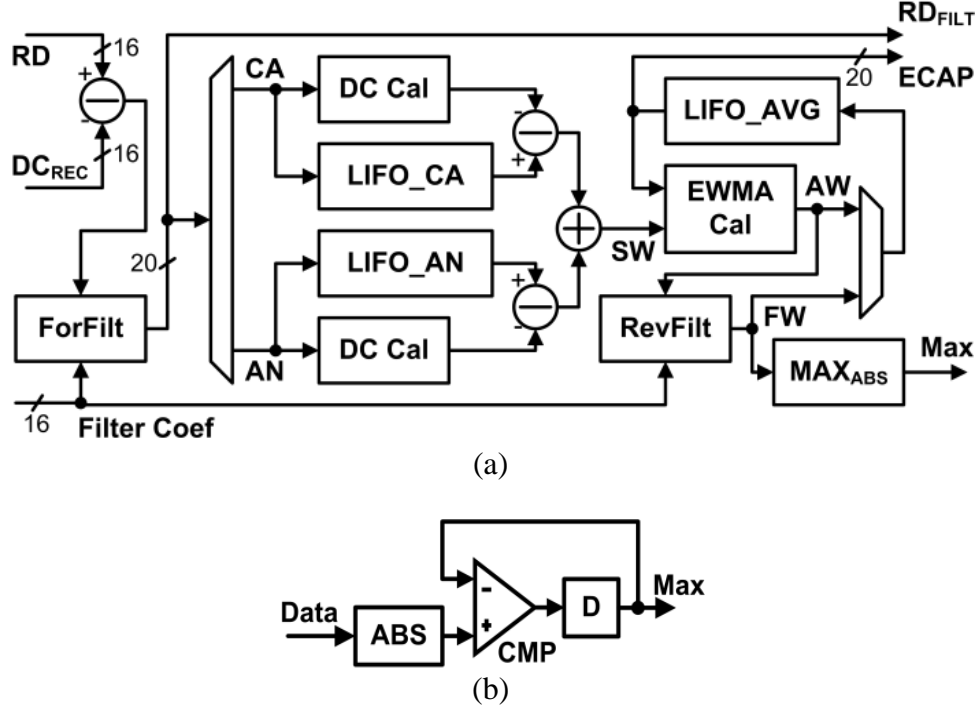 RD 16 RD_FILT
+ CA DC Cal 20 ECAP
- - LIFO_AVG
DC_REC 16 + LIFO_CA EWMA Cal AW
20 LIFO_AN + SW
ForFilt - RevFilt FW
AN DC Cal MAX_ABS Max
16 Filter Coef
(a)
Data ABS - + CMP D Max
(b)